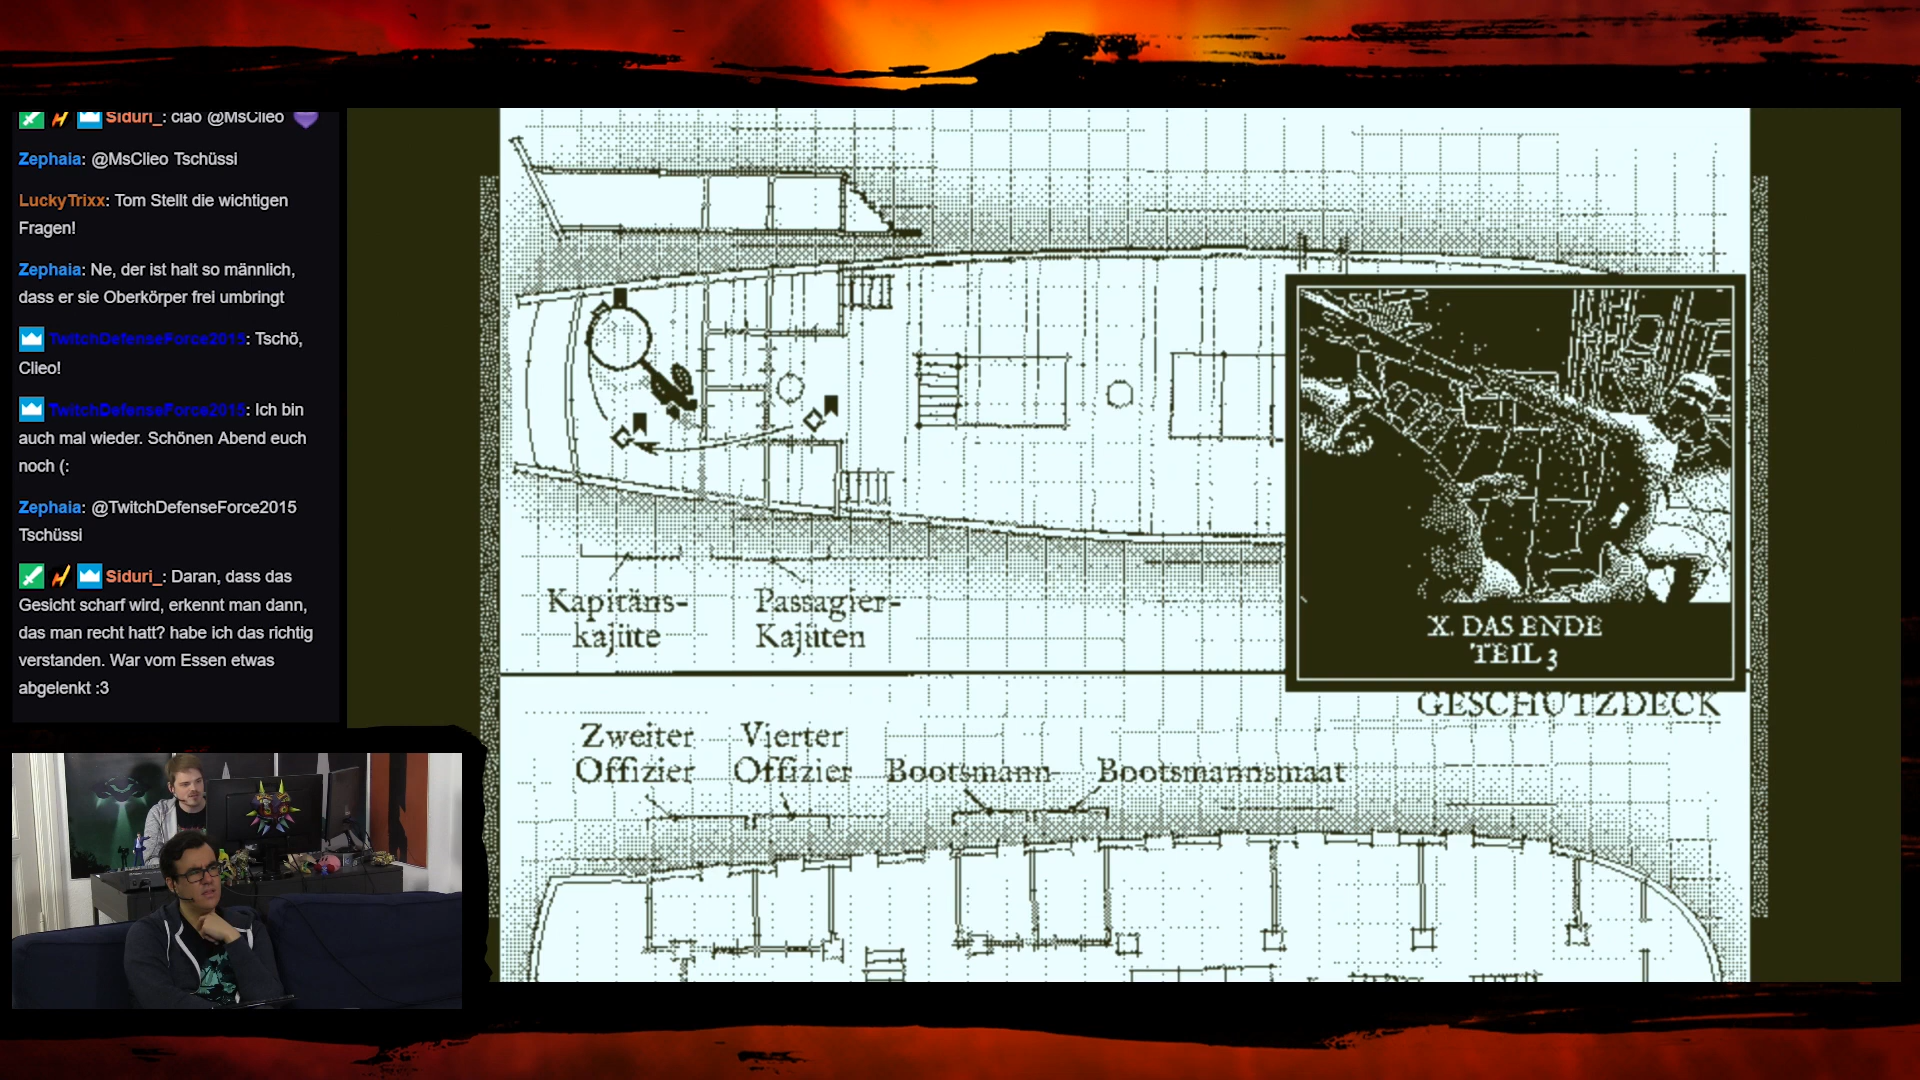 Siduri_: ciao @MsClieo
Zephaia: @MsClieo Tschüssi
LuckyTrixx: Tom Stellt die wichtigen
Fragen!
Zephaia: Ne, der ist halt so männlich,
dass er sie Oberkörper frei umbringt
TwitchDefenseForce2015: Tschö,
Clieo!
TwitchDefenseForce2015: Ich bin
auch mal wieder. Schönen Abend euch
noch (:
Zephaia: @TwitchDefenseForce2015
Tschüssi
Siduri_: Daran, dass das
Gesicht scharf wird, erkennt man dann,
das man recht hatt? habe ich das richtig
verstanden. War vom Essen etwas
abgelenkt :3
Kapitäns-
kajüte
Passagier-
Kajüten
X. DAS ENDE
TEIL 3
GESCHÜTZDECK
Zweiter
Offizier
Vierter
Offizier
Bootsmann
Bootsmannsmaat